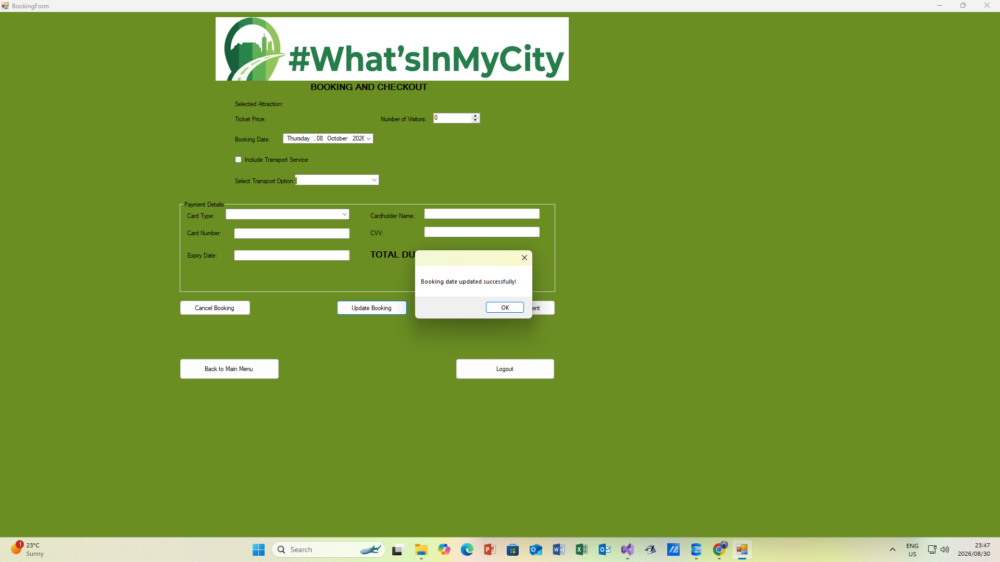 BookingForm
#What'sInMyCity
BOOKING AND CHECKOUT
Selected Attraction:
Ticket Price:
Number of Visitors:
0
Booking Date:
Thursday , 08 October 2026
Include Transport Service
Select Transport Option:
Payment Details
Card Type:
Cardholder Name:
Card Number:
CVV:
Expiry Date:
TOTAL DU
Booking date updated successfully!
OK
Cancel Booking
Update Booking
ent
Back to Main Menu
Logout
1
23°C
Sunny
Search
ENG
US
23:47
2026/08/30